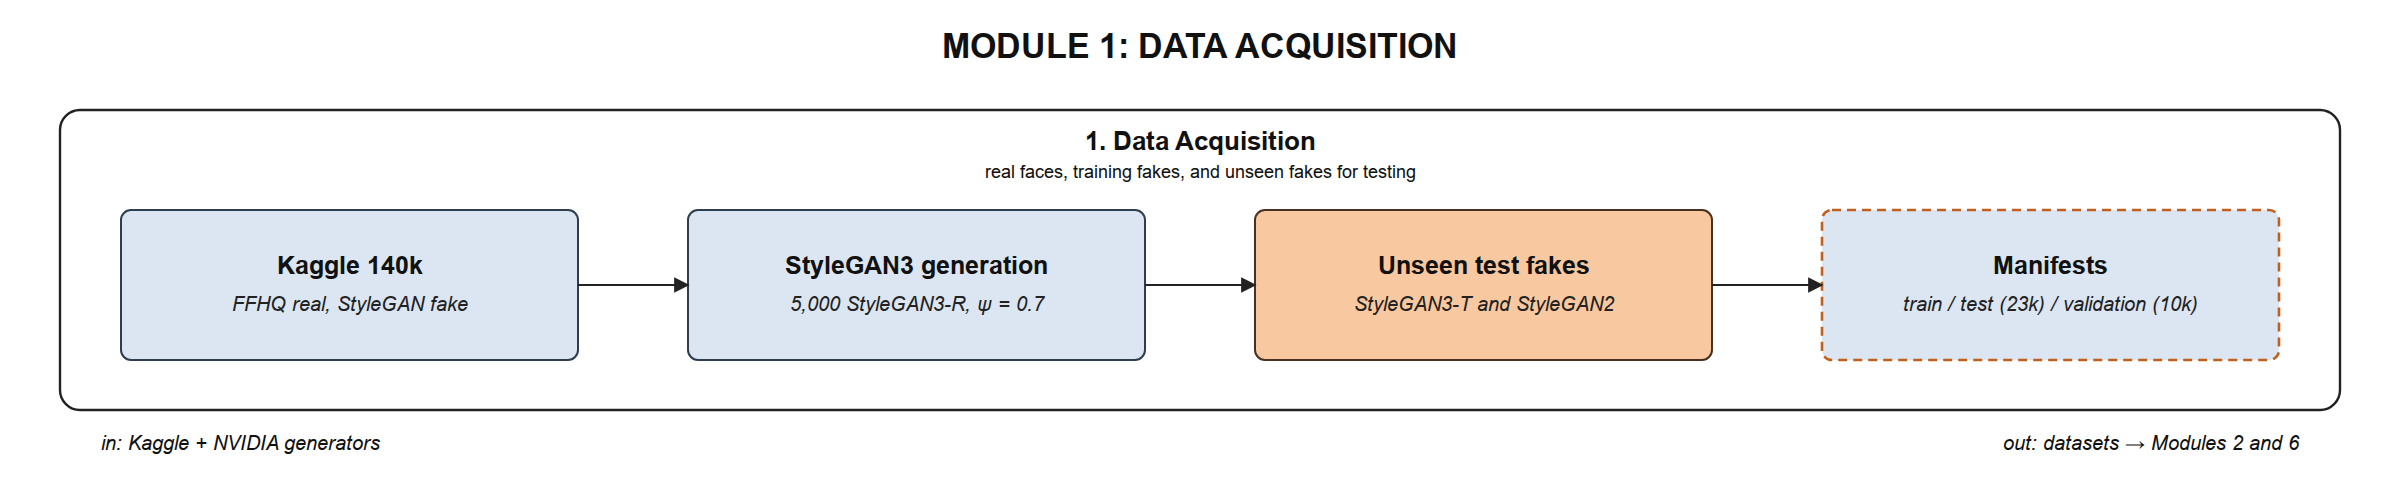 MODULE 1: DATA ACQUISITION
1. Data Acquisition
real faces, training fakes, and unseen fakes for testing
Kaggle 140k
FFHQ real, StyleGAN fake
StyleGAN3 generation
5,000 StyleGAN3-R, ψ = 0.7
Unseen test fakes
StyleGAN3-T and StyleGAN2
Manifests
train / test (23k) / validation (10k)
in: Kaggle + NVIDIA generators
out: datasets → Modules 2 and 6